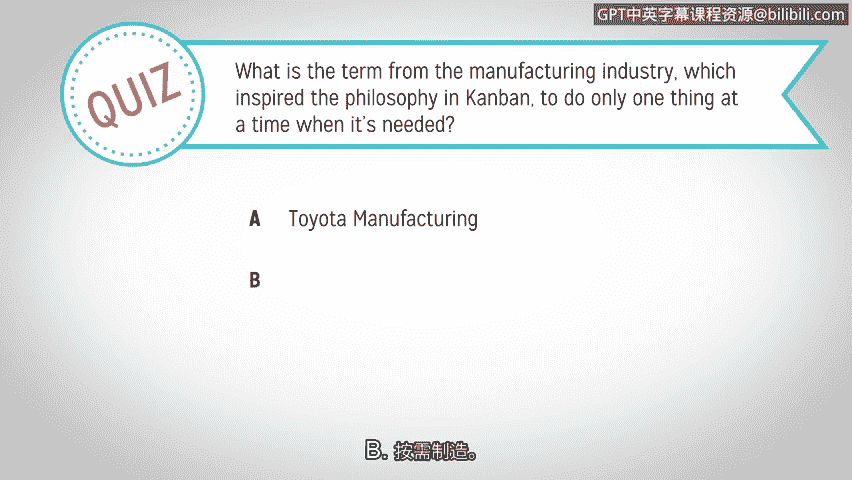 GPT中英字幕课程资源@bilibili.com
QUIZ
What is the term from the manufacturing industry, which
inspired the philosophy in Kanban, to do only one thing at
a time when it's needed?
A Toyota Manufacturing
B
B. 按需制造。